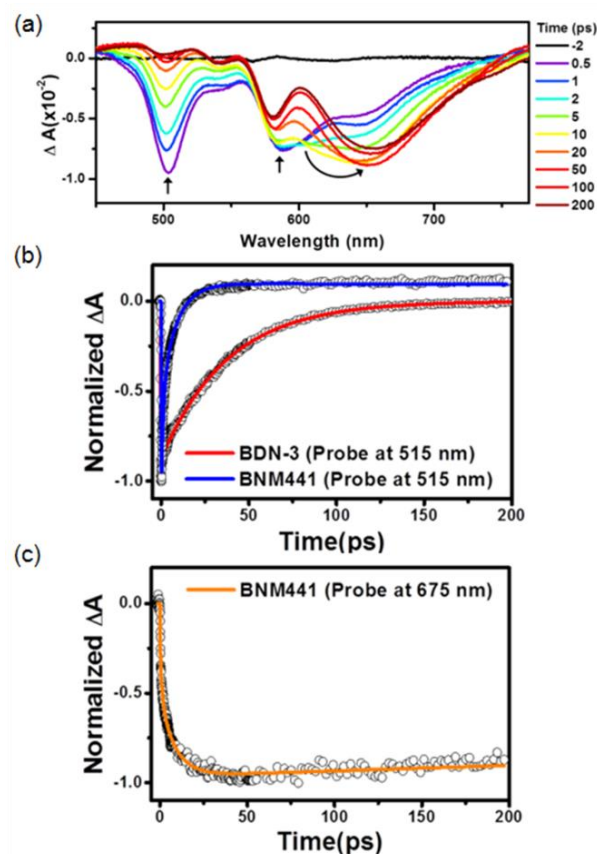 (a)
Time (ps)
-2
0.5
1
2
5
10
20
50
100
200
0.0
-0.5
-1.0
Δ A(x10-2)
500
600
700
Wavelength (nm)
(b)
0.0
-0.5
-1.0
Normalized ΔA
BDN-3 (Probe at 515 nm)
BNM441 (Probe at 515 nm)
0
50
100
150
200
Time(ps)
(c)
BNM441 (Probe at 675 nm)
0.0
-0.5
-1.0
Normalized ΔA
0
50
100
150
200
Time(ps)